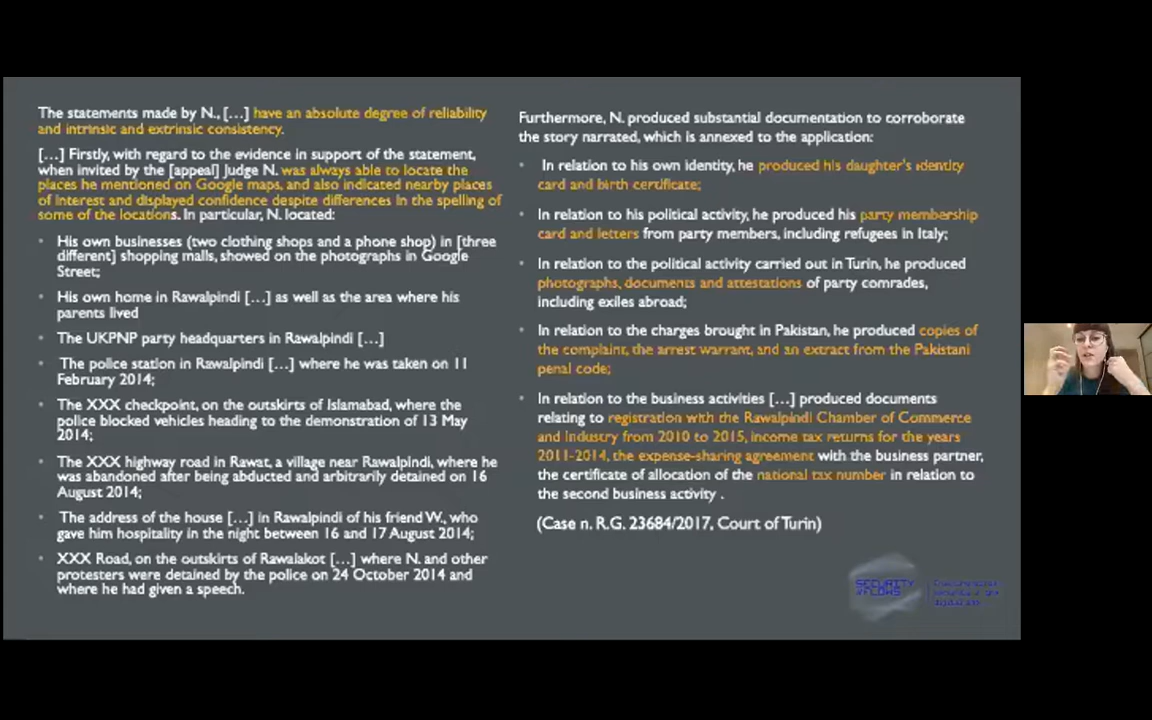 The statements made by N., […] have an absolute degree of reliability
and intrinsic and extrinsic consistency.
[…] Firstly, with regard to the evidence in support of the statement,
when invited by the [appeal] Judge N. was always able to locate the
places he mentioned on Google maps, and also indicated nearby places
of interest and displayed confidence despite differences in the spelling of
some of the locations. In particular, N. located:
• His own businesses (two clothing shops and a phone shop) in [three
different] shopping malls, showed on the photographs in Google
Street;
• His own home in Rawalpindi […] as well as the area where his
parents lived
• The UKPNP party headquarters in Rawalpindi […]
• The police station in Rawalpindi […] where he was taken on 11
February 2014;
• The XXX checkpoint, on the outskirts of Islamabad, where the
police blocked vehicles heading to the demonstration of 13 May
2014;
• The XXX highway road in Rawat, a village near Rawalpindi, where he
was abandoned after being abducted and arbitrarily detained on 16
August 2014;
• The address of the house […] in Rawalpindi of his friend W., who
gave him hospitality in the night between 16 and 17 August 2014;
• XXX Road, on the outskirts of Rawalakot […] where N. and other
protesters were detained by the police on 24 October 2014 and
where he had given a speech.
Furthermore, N. produced substantial documentation to corroborate
the story narrated, which is annexed to the application:
• In relation to his own identity, he produced his daughter's identity
card and birth certificate;
• In relation to his political activity, he produced his party membership
card and letters from party members, including refugees in Italy;
• In relation to the political activity carried out in Turin, he produced
photographs, documents and attestations of party comrades,
including exiles abroad;
• In relation to the charges brought in Pakistan, he produced copies of
the complaint, the arrest warrant, and an extract from the Pakistani
penal code;
• In relation to the business activities […] produced documents
relating to registration with the Rawalpindi Chamber of Commerce
and Industry from 2010 to 2015, income tax returns for the years
2011-2014, the expense-sharing agreement with the business partner,
the certificate of allocation of the national tax number in relation to
the second business activity .
(Case n. R.G. 23684/2017, Court of Turin)
SECURITY
FLOWS